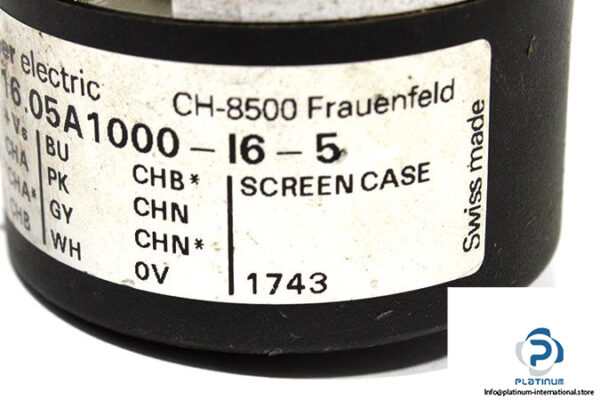 electric
CH-8500 Frauenfeld
16.05A1000-I6-5
+Vs BU CHB*
CHA PK CHN
CHA* GY CHN*
CHB WH 0V
SCREEN CASE
1743
Swiss made
PLATINUM
Info@platinum-international.store